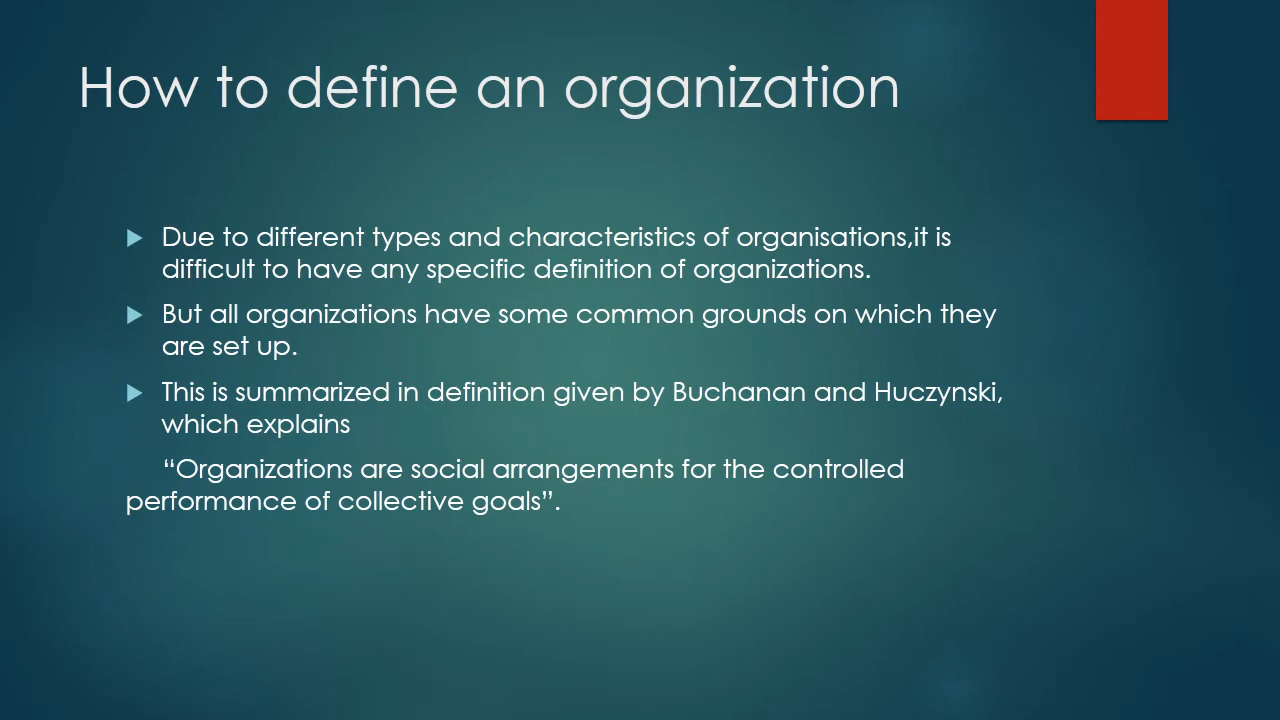 How to define an organization
Due to different types and characteristics of organisations,it is
difficult to have any specific definition of organizations.
But all organizations have some common grounds on which they
are set up.
This is summarized in definition given by Buchanan and Huczynski,
which explains
“Organizations are social arrangements for the controlled
performance of collective goals”.